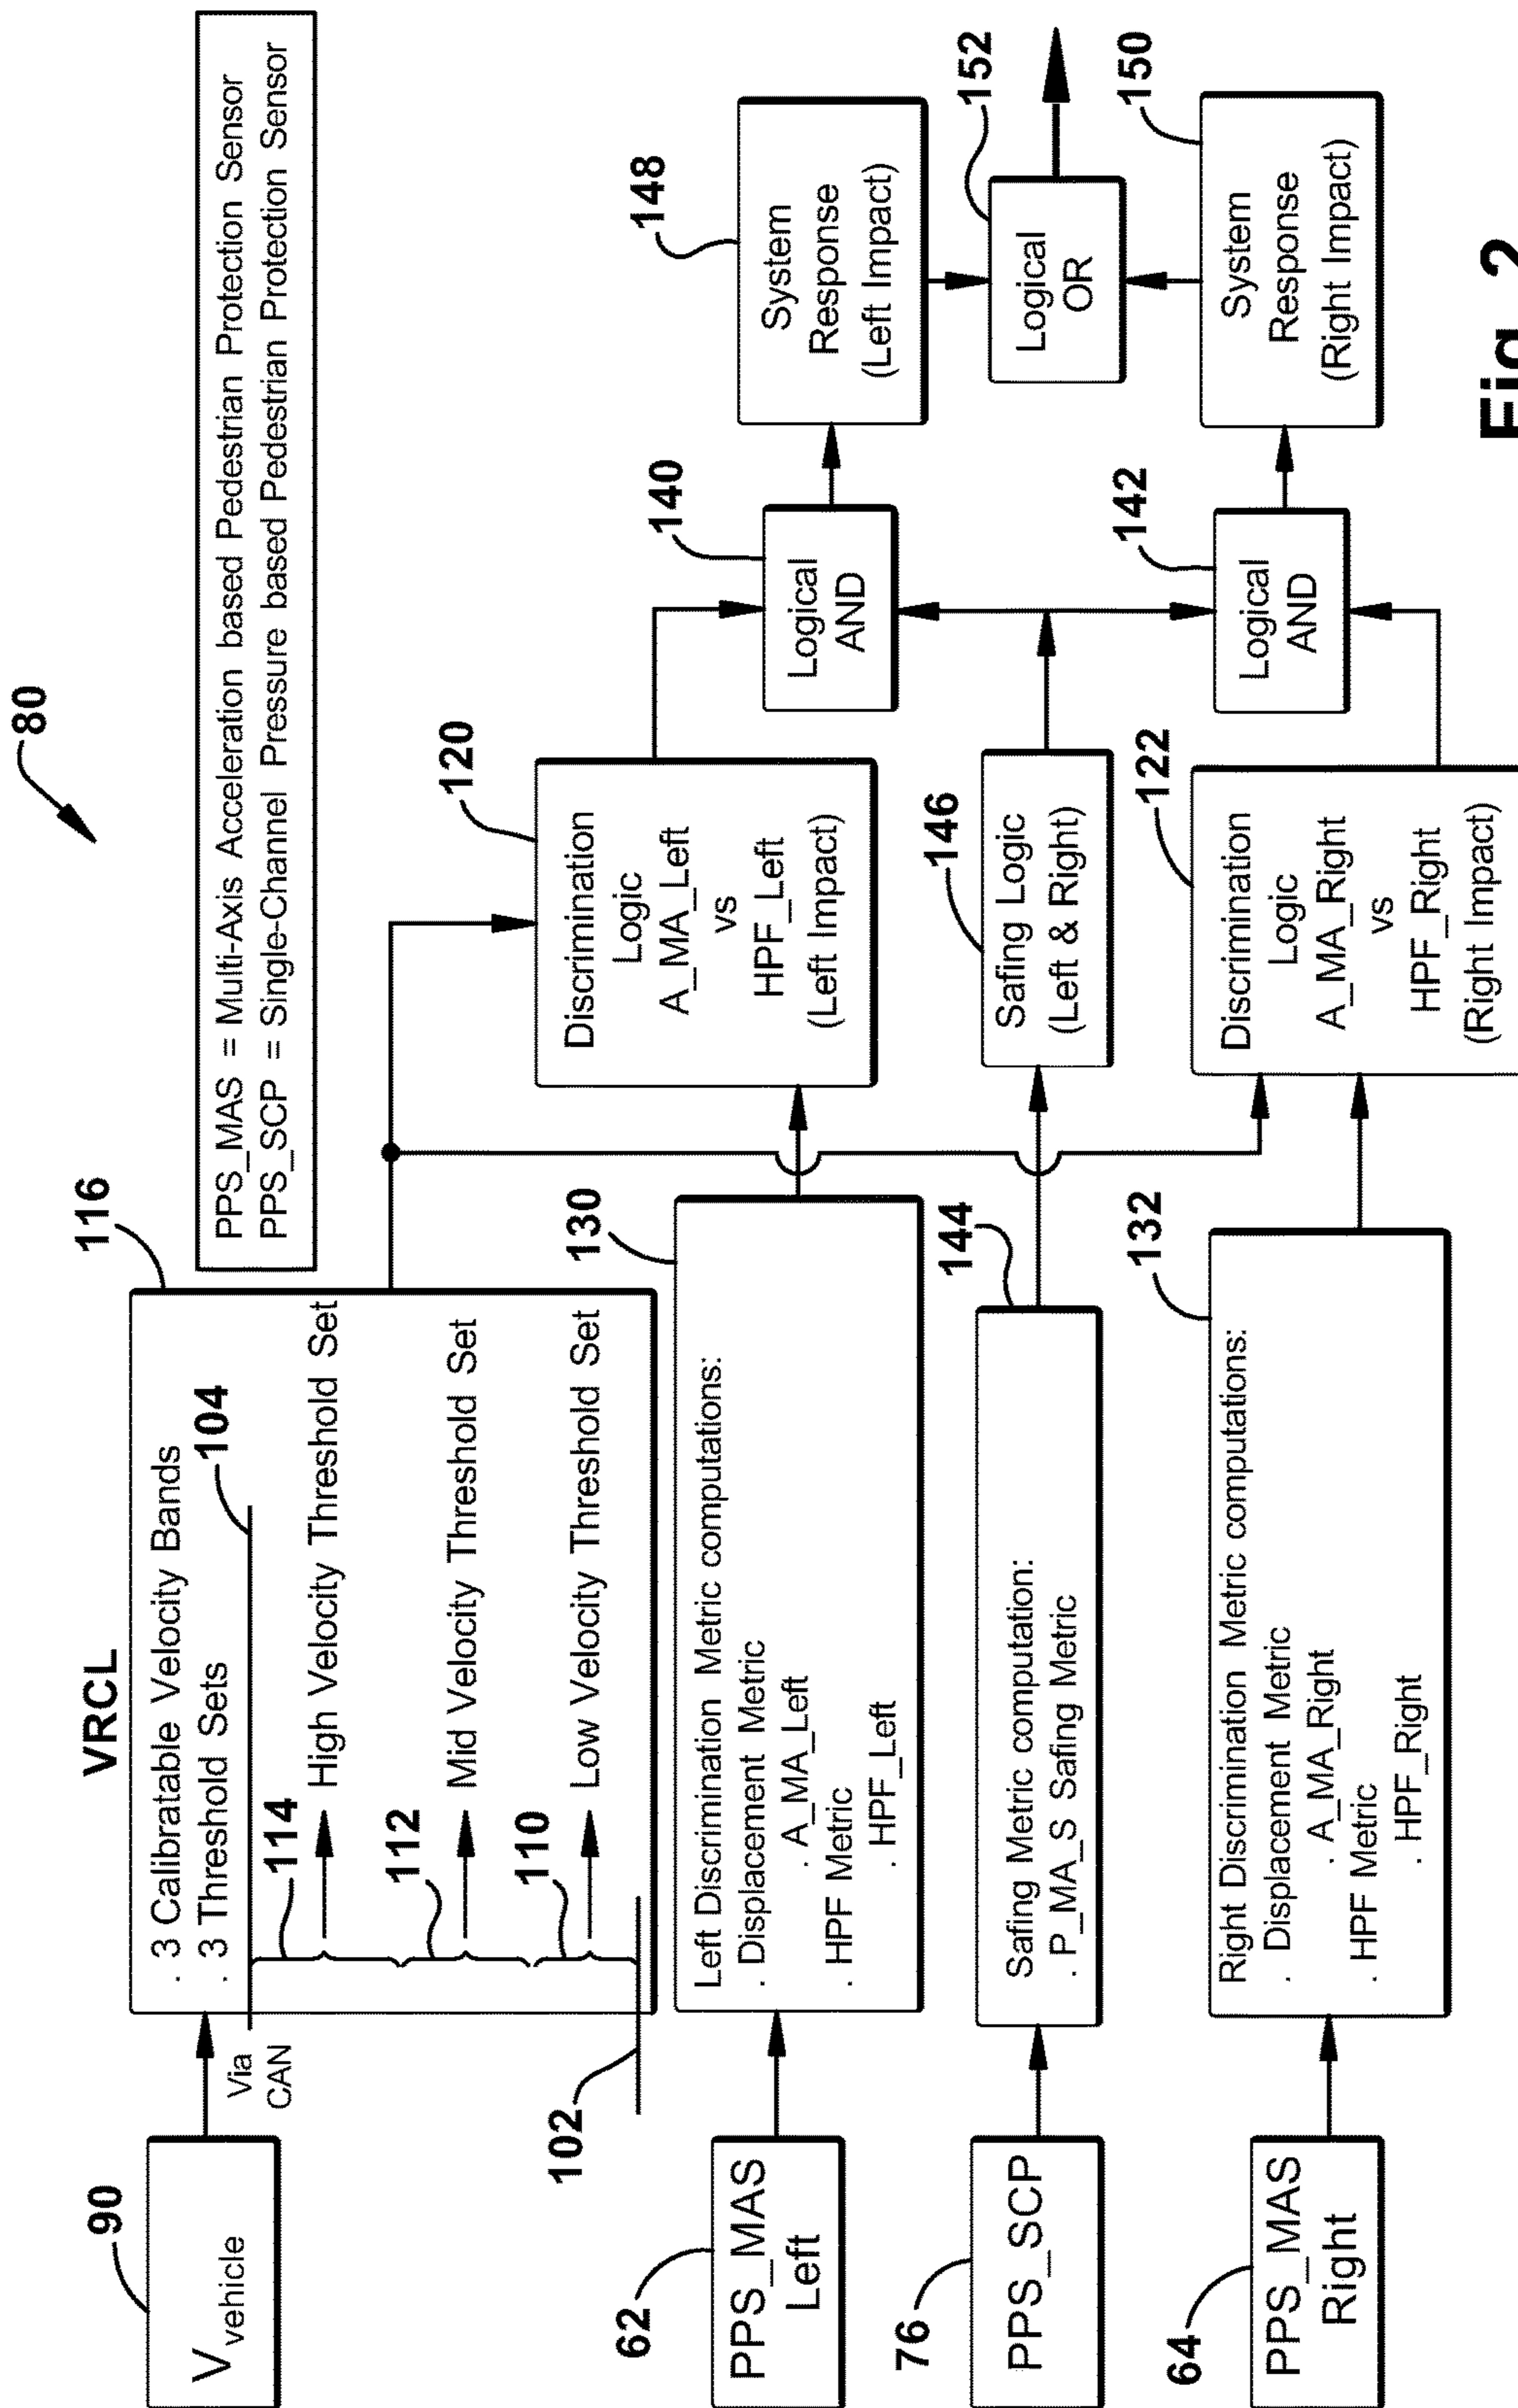 80
PPS_MAS = Multi-Axis Acceleration based Pedestrian Protection Sensor
PPS_SCP = Single-Channel Pressure based Pedestrian Protection Sensor
90
V vehicle
Via
CAN
VRCL
116
. 3 Calibratable Velocity Bands
. 3 Threshold Sets
104
114
High Velocity Threshold Set
112
Mid Velocity Threshold Set
110
Low Velocity Threshold Set
102
62
PPS_MAS
Left
130
Left Discrimination Metric computations:
. Displacement Metric
. A_MA_Left
. HPF Metric
. HPF_Left
120
Discrimination
Logic
A_MA_Left
vs
HPF_Left
(Left Impact)
140
Logical
AND
148
System
Response
(Left Impact)
76
PPS_SCP
144
Safing Metric computation:
. P_MA_S Safing Metric
146
Safing Logic
(Left & Right)
152
Logical
OR
64
PPS_MAS
Right
132
Right Discrimination Metric computations:
. Displacement Metric
. A_MA_Right
. HPF Metric
. HPF_Right
122
Discrimination
Logic
A_MA_Right
vs
HPF_Right
(Right Impact)
142
Logical
AND
150
System
Response
(Right Impact)
Fig. 2